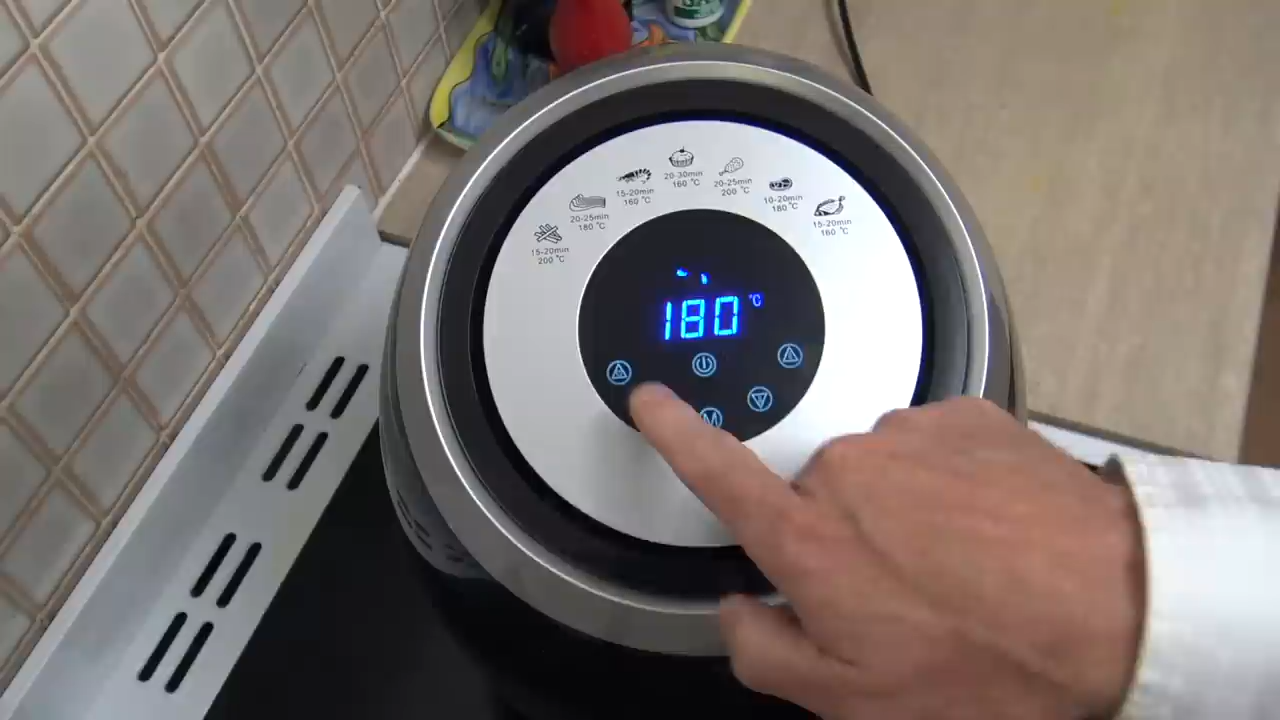 15-20min
200 ℃
20-25min
180 ℃
15-20min
160 ℃
20-30min
160 ℃
20-25min
200 ℃
10-20min
180 ℃
15-20min
160 ℃
180 ℃
M